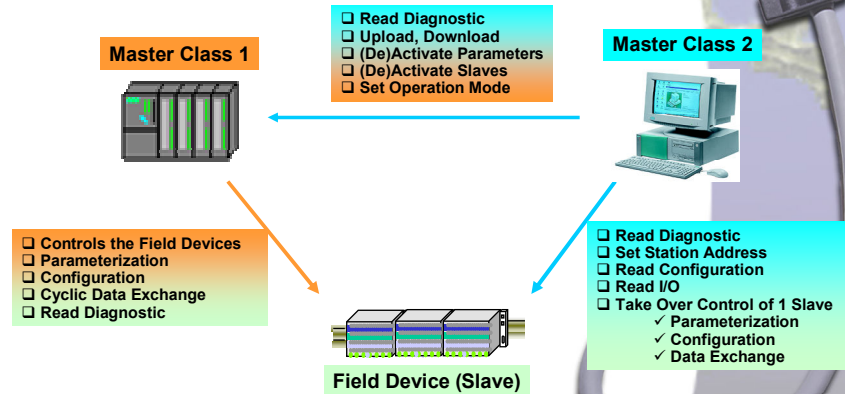 ❑ Read Diagnostic
❑ Upload, Download
❑ (De)Activate Parameters
❑ (De)Activate Slaves
❑ Set Operation Mode
Master Class 1
Master Class 2
❑ Controls the Field Devices
❑ Parameterization
❑ Configuration
❑ Cyclic Data Exchange
❑ Read Diagnostic
❑ Read Diagnostic
❑ Set Station Address
❑ Read Configuration
❑ Read I/O
❑ Take Over Control of 1 Slave
✓ Parameterization
✓ Configuration
✓ Data Exchange
Field Device (Slave)